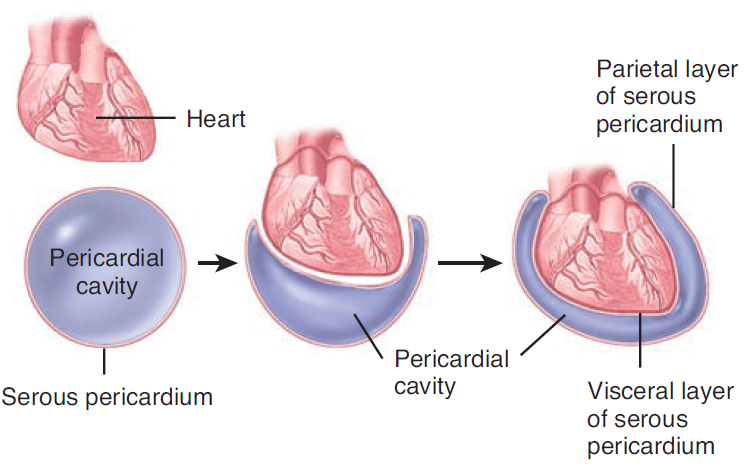 Heart
Pericardial
cavity
Serous pericardium
Pericardial
cavity
Parietal layer
of serous
pericardium
Visceral layer
of serous
pericardium